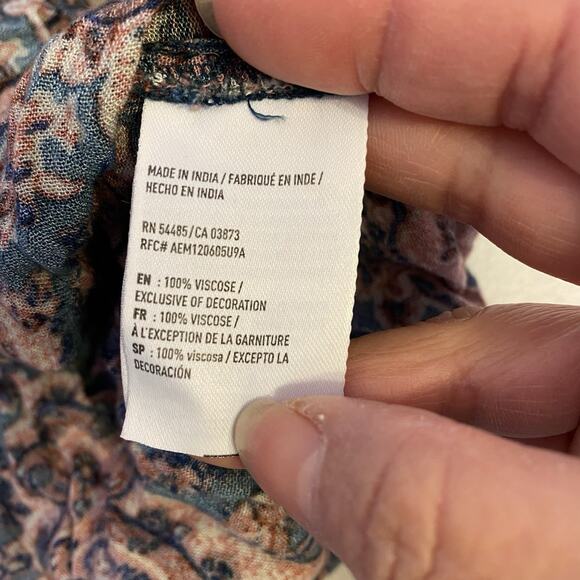 MADE IN INDIA / FABRIQUÉ EN INDE /
HECHO EN INDIA
RN 54485/CA 03873
RFC# AEM120605U9A
EN : 100% VISCOSE /
EXCLUSIVE OF DECORATION
FR : 100% VISCOSE /
À L'EXCEPTION DE LA GARNITURE
SP : 100% viscosa / EXCEPTO LA
DECORACIÓN